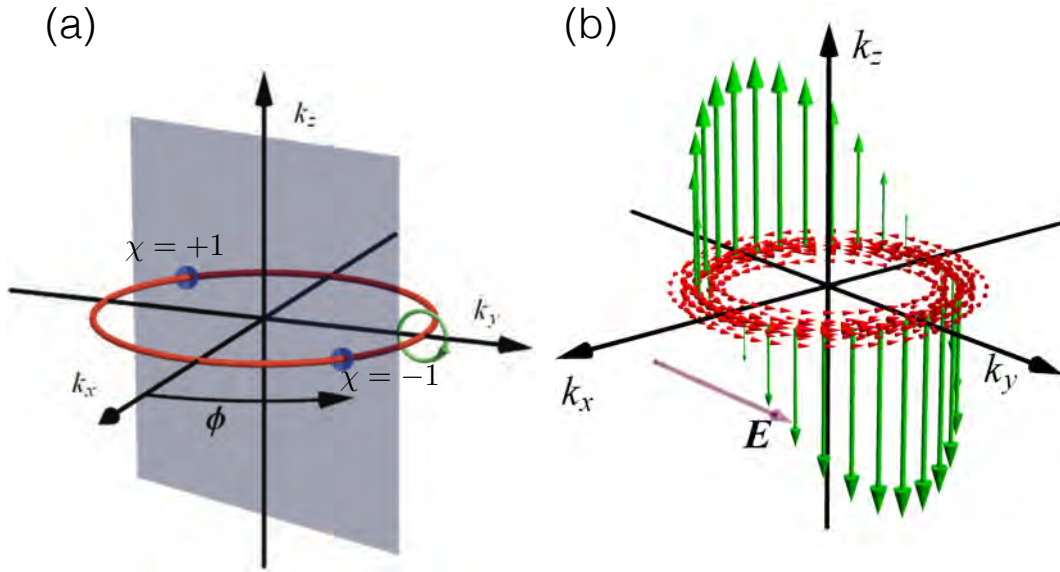 (a)
k_z
χ = +1
k_y
k_x
χ = −1
ϕ
(b)
k_z
k_x
k_y
E